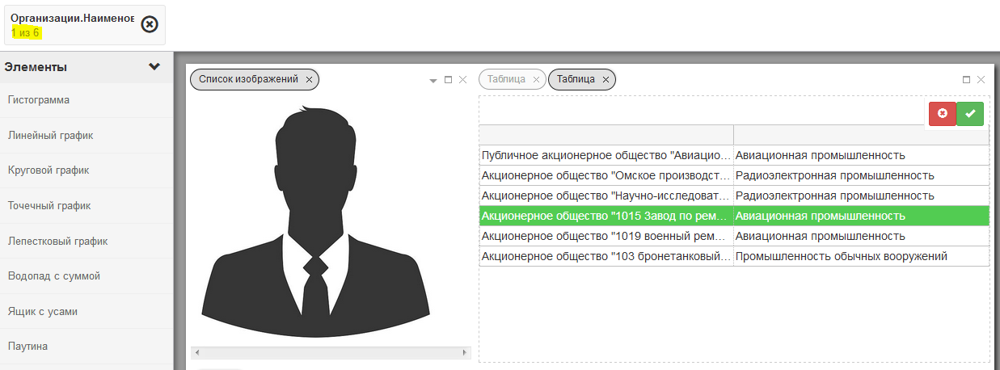 Организации.Наименов
1 из 6
Элементы
Гистограмма
Линейный график
Круговой график
Точечный график
Лепестковый график
Водопад с суммой
Ящик с усами
Паутина
Список изображений
Таблица
Таблица
Публичное акционерное общество "Авиацио... Авиационная промышленность
Акционерное общество "Омское производст... Радиоэлектронная промышленность
Акционерное общество "Научно-исследоват... Радиоэлектронная промышленность
Акционерное общество "1015 Завод по рем... Авиационная промышленность
Акционерное общество "1019 военный рем... Авиационная промышленность
Акционерное общество "103 бронетанковый... Промышленность обычных вооружений